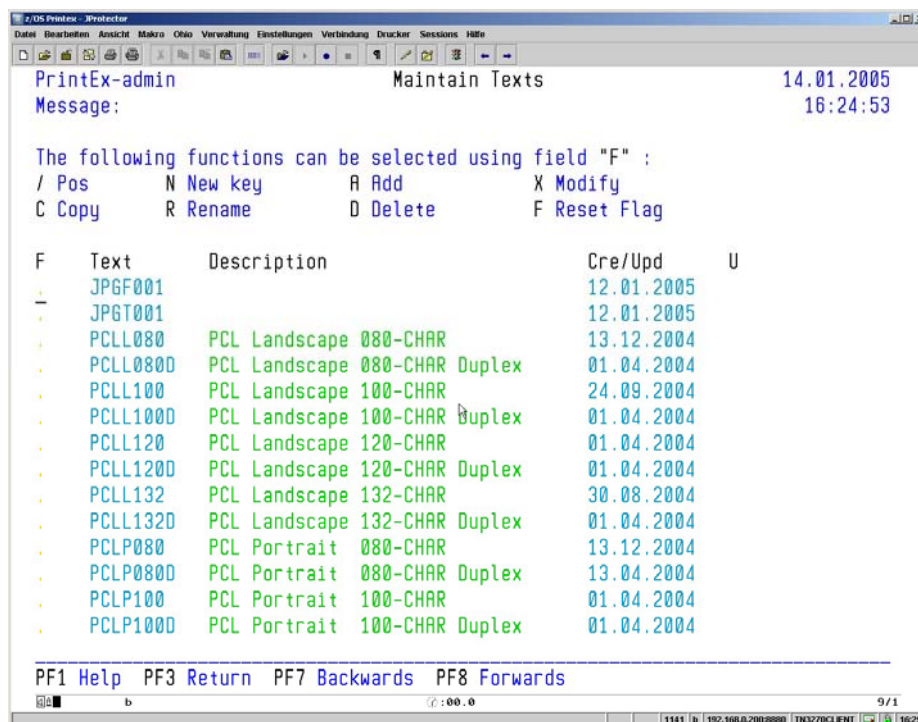 z/OS Printex - JProtector
Datei Bearbeiten Ansicht Makro Ohio Verwaltung Einstellungen Verbindung Drucker Sessions Hilfe
PrintEx-admin Maintain Texts 14.01.2005
Message: 16:24:53
The following functions can be selected using field "F" :
/ Pos N New key A Add X Modify
C Copy R Rename D Delete F Reset Flag
F Text Description Cre/Upd U
. JPGF001 12.01.2005
. JPGT001 12.01.2005
. PCLL080 PCL Landscape 080-CHAR 13.12.2004
. PCLL080D PCL Landscape 080-CHAR Duplex 01.04.2004
. PCLL100 PCL Landscape 100-CHAR 24.09.2004
. PCLL100D PCL Landscape 100-CHAR Duplex 01.04.2004
. PCLL120 PCL Landscape 120-CHAR 01.04.2004
. PCLL120D PCL Landscape 120-CHAR Duplex 01.04.2004
. PCLL132 PCL Landscape 132-CHAR 30.08.2004
. PCLL132D PCL Landscape 132-CHAR Duplex 01.04.2004
. PCLP080 PCL Portrait 080-CHAR 13.12.2004
. PCLP080D PCL Portrait 080-CHAR Duplex 13.04.2004
. PCLP100 PCL Portrait 100-CHAR 01.04.2004
. PCLP100D PCL Portrait 100-CHAR Duplex 01.04.2004
PF1 Help PF3 Return PF7 Backwards PF8 Forwards
b :00.0 9/1
1141 b 192.168.0.200:8880 TN3270CLIENT